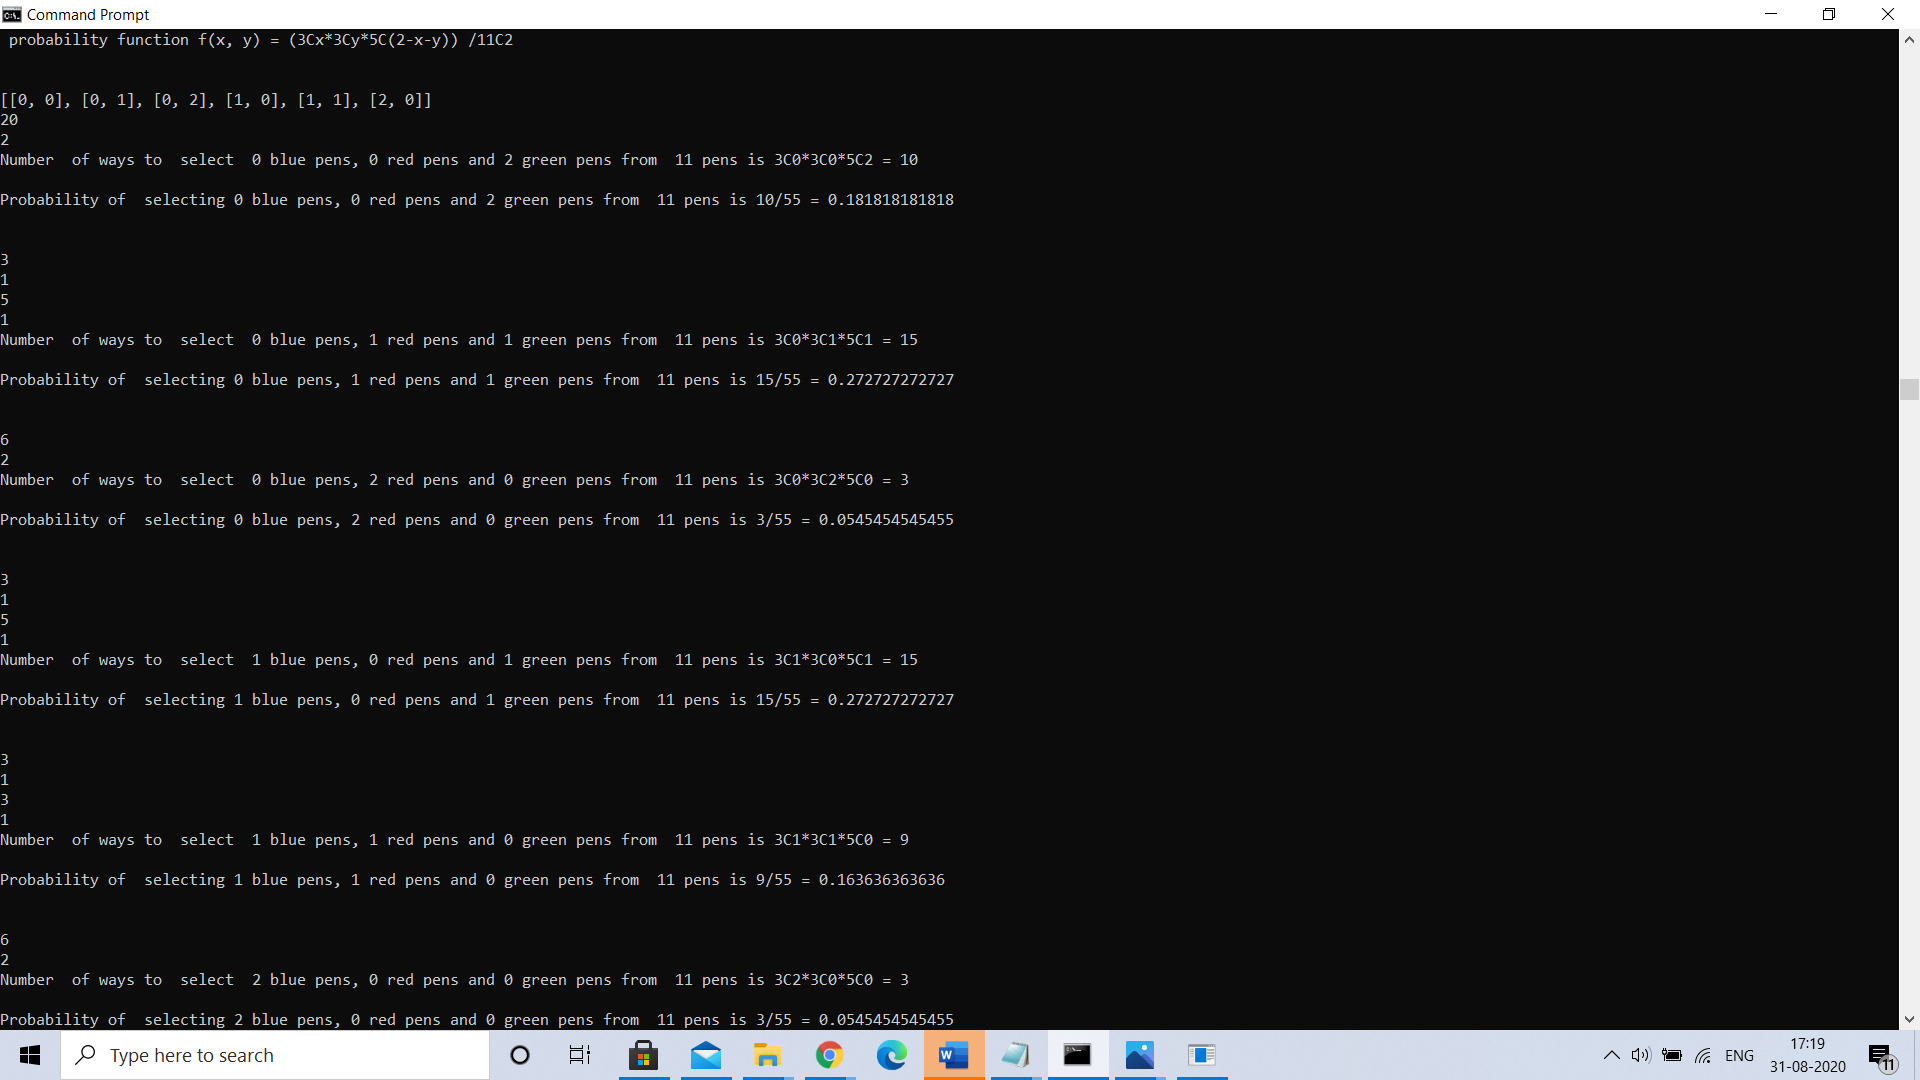 Command Prompt
probability function f(x, y) = (3Cx*3Cy*5C(2-x-y)) /11C2
[[0, 0], [0, 1], [0, 2], [1, 0], [1, 1], [2, 0]]
20
2
Number  of ways to  select  0 blue pens, 0 red pens and 2 green pens from  11 pens is 3C0*3C0*5C2 = 10
Probability of  selecting 0 blue pens, 0 red pens and 2 green pens from  11 pens is 10/55 = 0.181818181818
3
1
5
1
Number  of ways to  select  0 blue pens, 1 red pens and 1 green pens from  11 pens is 3C0*3C1*5C1 = 15
Probability of  selecting 0 blue pens, 1 red pens and 1 green pens from  11 pens is 15/55 = 0.272727272727
6
2
Number  of ways to  select  0 blue pens, 2 red pens and 0 green pens from  11 pens is 3C0*3C2*5C0 = 3
Probability of  selecting 0 blue pens, 2 red pens and 0 green pens from  11 pens is 3/55 = 0.0545454545455
3
1
5
1
Number  of ways to  select  1 blue pens, 0 red pens and 1 green pens from  11 pens is 3C1*3C0*5C1 = 15
Probability of  selecting 1 blue pens, 0 red pens and 1 green pens from  11 pens is 15/55 = 0.272727272727
3
1
3
1
Number  of ways to  select  1 blue pens, 1 red pens and 0 green pens from  11 pens is 3C1*3C1*5C0 = 9
Probability of  selecting 1 blue pens, 1 red pens and 0 green pens from  11 pens is 9/55 = 0.163636363636
6
2
Number  of ways to  select  2 blue pens, 0 red pens and 0 green pens from  11 pens is 3C2*3C0*5C0 = 3
Probability of  selecting 2 blue pens, 0 red pens and 0 green pens from  11 pens is 3/55 = 0.0545454545455
Type here to search
ENG
17:19
31-08-2020
11